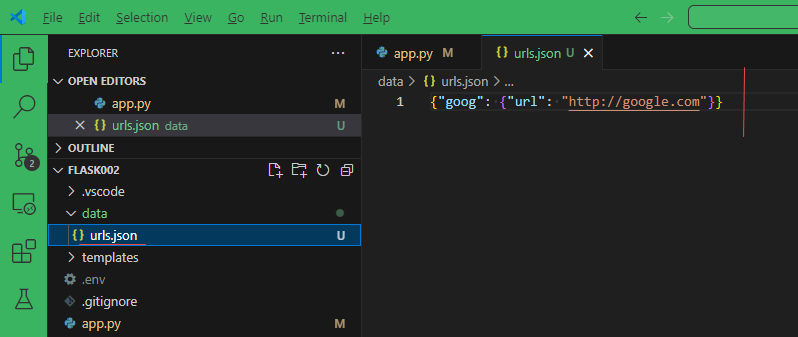 File Edit Selection View Go Run Terminal Help
EXPLORER ...
OPEN EDITORS
app.py M
urls.json data U
OUTLINE
FLASK002
.vscode
data
urls.json U
templates
.env
.gitignore
app.py M
2
app.py M urls.json U
data > urls.json > ...
1 {"goog": {"url": "http://google.com"}}